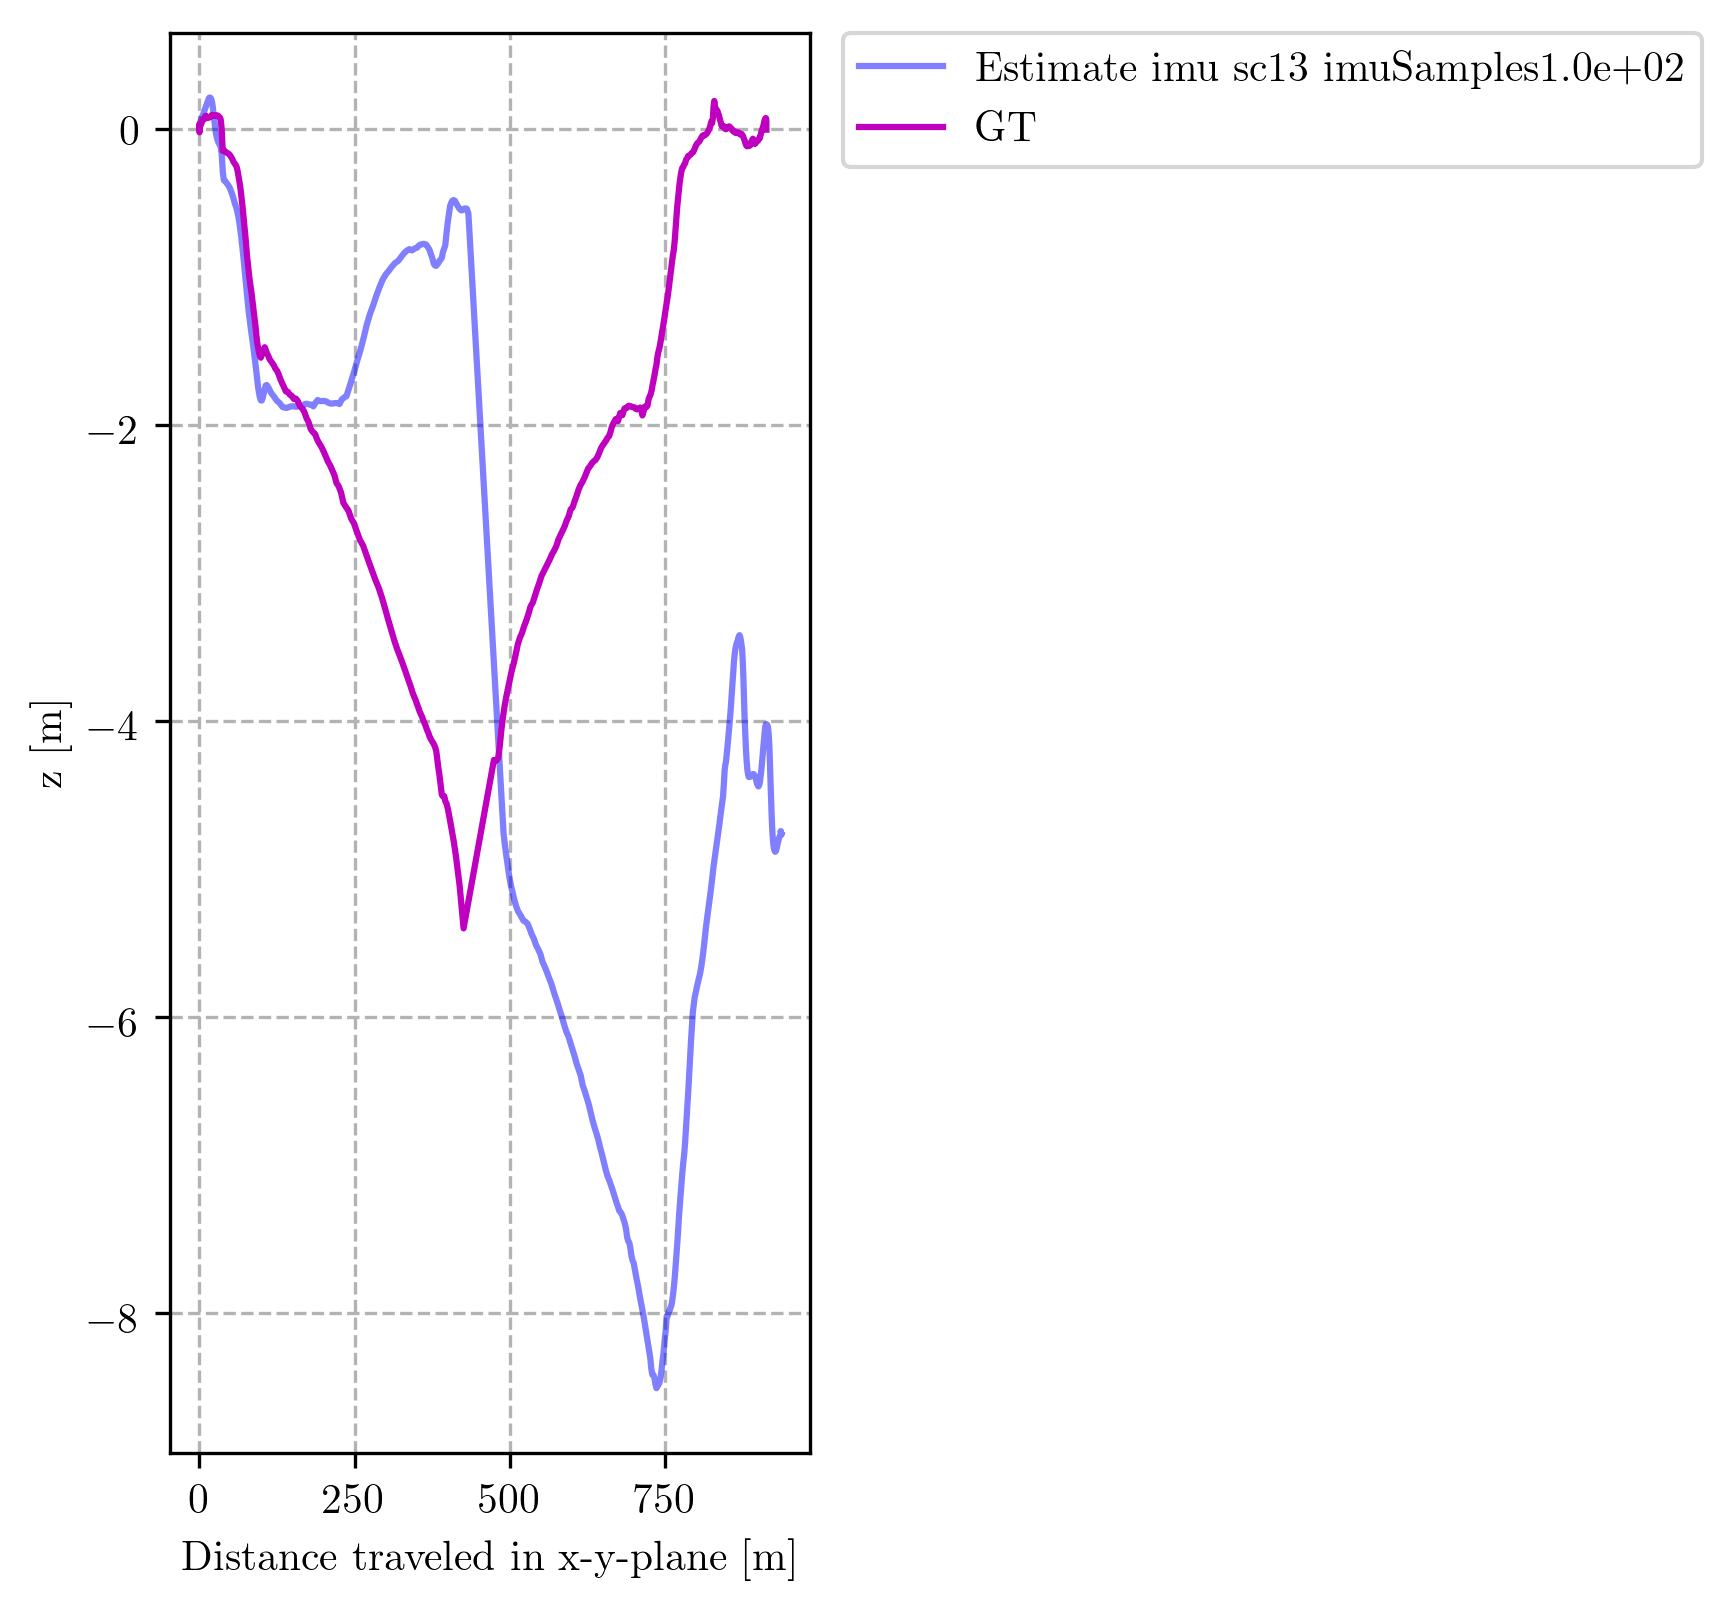 Estimate imu sc13 imuSamples1.0e+02
GT
0
−2
−4
−6
−8
z [m]
0 250 500 750
Distance traveled in x-y-plane [m]